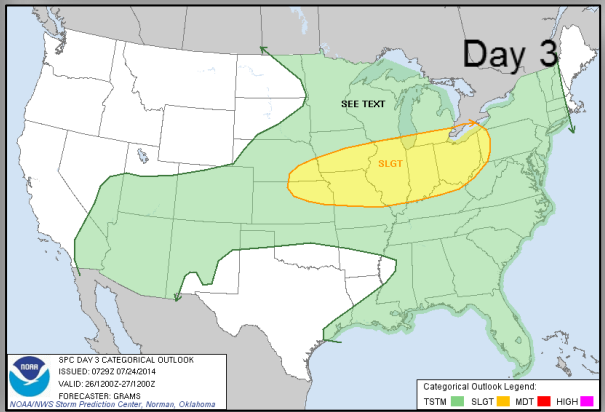 Day 3
SEE TEXT
SLGT
NOAA
SPC DAY 3 CATEGORICAL OUTLOOK
ISSUED: 0729Z 07/24/2014
VALID: 26/1200Z-27/1200Z
FORECASTER: GRAMS
NOAA/NWS Storm Prediction Center, Norman, Oklahoma
Categorical Outlook Legend:
TSTM SLGT MDT HIGH